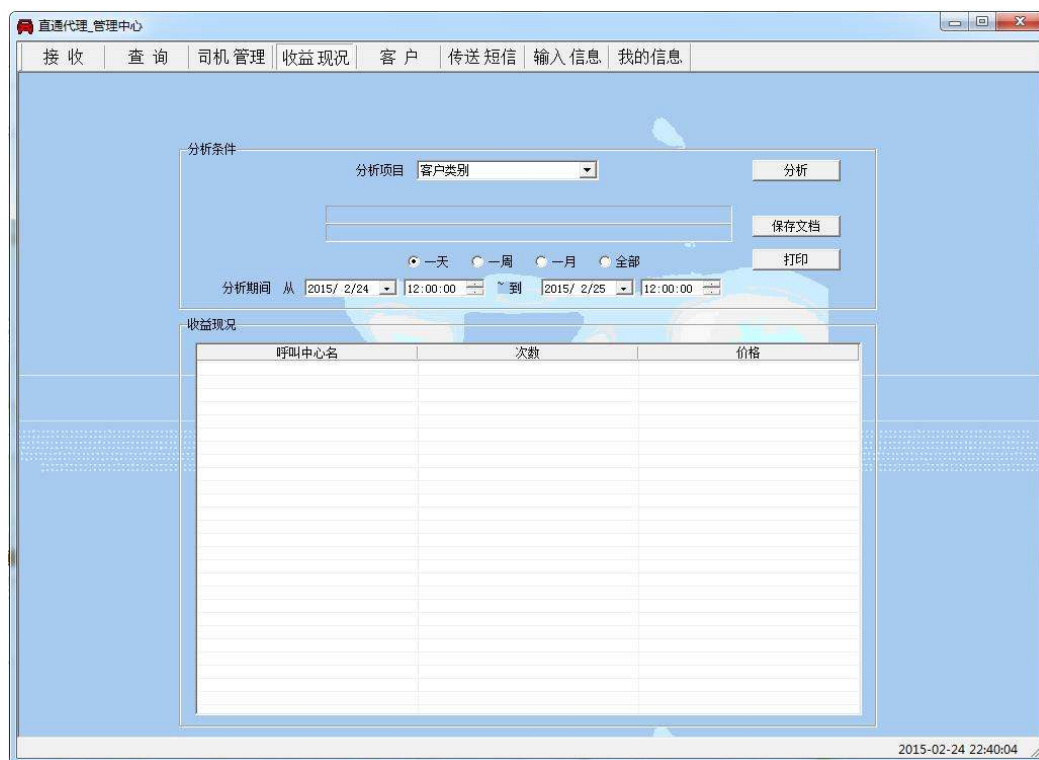 直通代理_管理中心
接 收 查 询 司机 管理 收益 现况 客 户 传送 短信 输入 信息 我的信息
分析条件
分析项目 客户类别 分析
保存文档
一天 一周 一月 全部 打印
分析期间 从 2015/ 2/24 12:00:00 ~ 到 2015/ 2/25 12:00:00
收益现况
呼叫中心名 次数 价格
2015-02-24 22:40:04